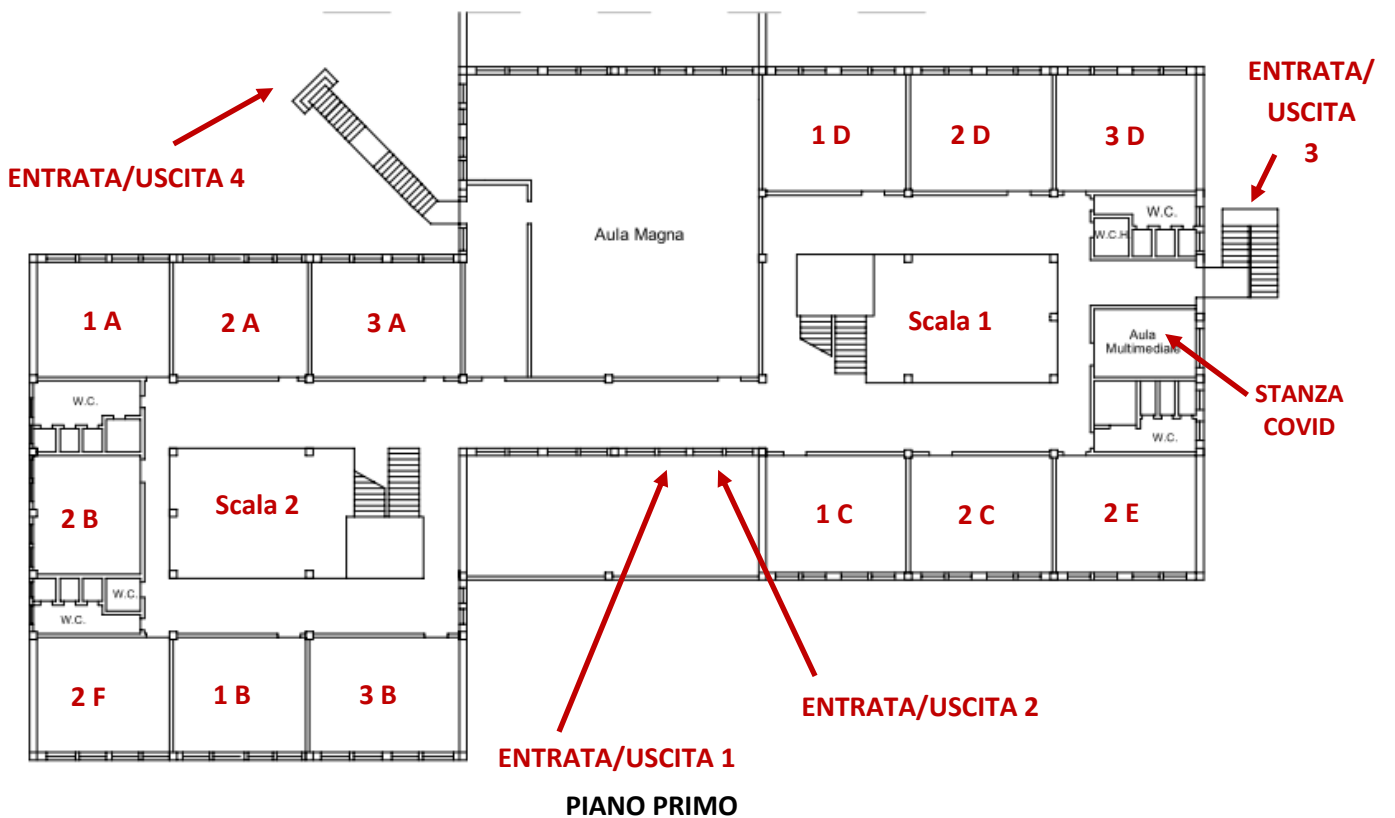 ENTRATA/
USCITA
3
ENTRATA/USCITA 4
1 D
2 D
3 D
W.C.
W.C.H
Aula Magna
1 A
2 A
3 A
Scala 1
Aula
Multimediale
STANZA
COVID
W.C.
W.C.
2 B
Scala 2
1 C
2 C
2 E
W.C.
W.C.
2 F
1 B
3 B
ENTRATA/USCITA 2
ENTRATA/USCITA 1
PIANO PRIMO